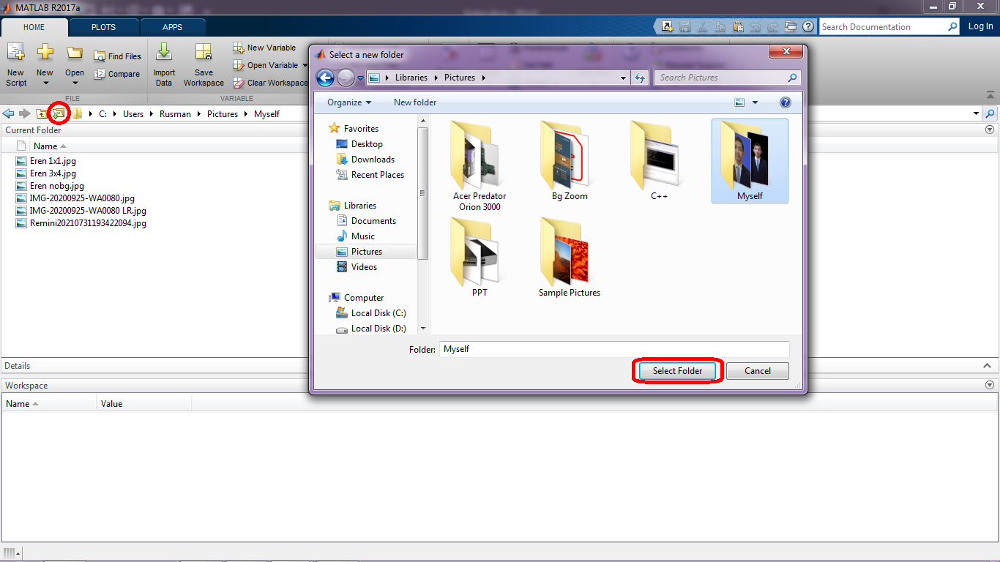 MATLAB R2017a
HOME PLOTS APPS
Search Documentation Log In
New Script
New
Open
Find Files
Compare
Import Data
Save Workspace
New Variable
Open Variable
Clear Workspace
FILE VARIABLE
C: Users Rusman Pictures Myself
Current Folder
Name
Eren 1x1.jpg
Eren 3x4.jpg
Eren nobg.jpg
IMG-20200925-WA0080.jpg
IMG-20200925-WA0080 LR.jpg
Remini20210731193422094.jpg
Details
Workspace
Name Value
Select a new folder
Libraries Pictures
Search Pictures
Organize New folder
Favorites
Desktop
Downloads
Recent Places
Libraries
Documents
Music
Pictures
Videos
Computer
Local Disk (C:)
Local Disk (D:)
Acer Predator Orion 3000
Bg Zoom
C++
Myself
PPT
Sample Pictures
Folder: Myself
Select Folder Cancel